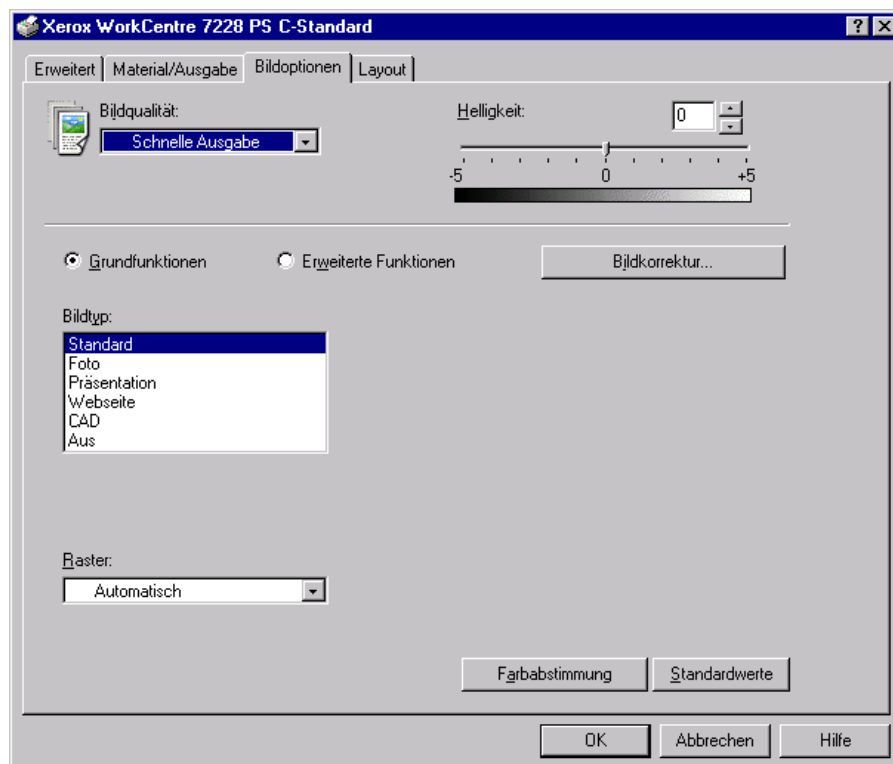 Xerox WorkCentre 7228 PS C-Standard
Erweitert Material/Ausgabe Bildoptionen Layout
Bildqualität:
Schnelle Ausgabe
Helligkeit:
0
-5 0 +5
Grundfunktionen
Erweiterte Funktionen
Bildkorrektur...
Bildtyp:
Standard
Foto
Präsentation
Webseite
CAD
Aus
Raster:
Automatisch
Farbabstimmung
Standardwerte
OK
Abbrechen
Hilfe